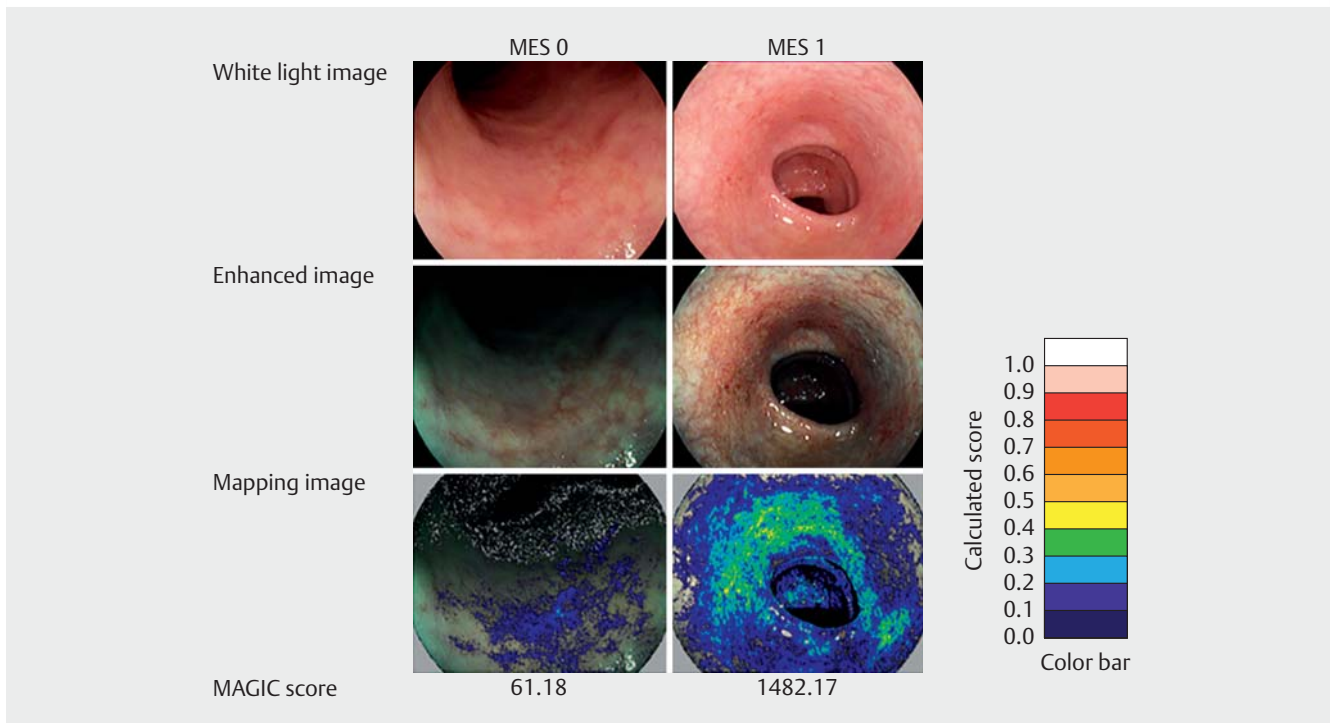 MES 0 MES 1
White light image
Enhanced image
Mapping image
MAGIC score 61.18 1482.17
Calculated score
1.0
0.9
0.8
0.7
0.6
0.5
0.4
0.3
0.2
0.1
0.0
Color bar